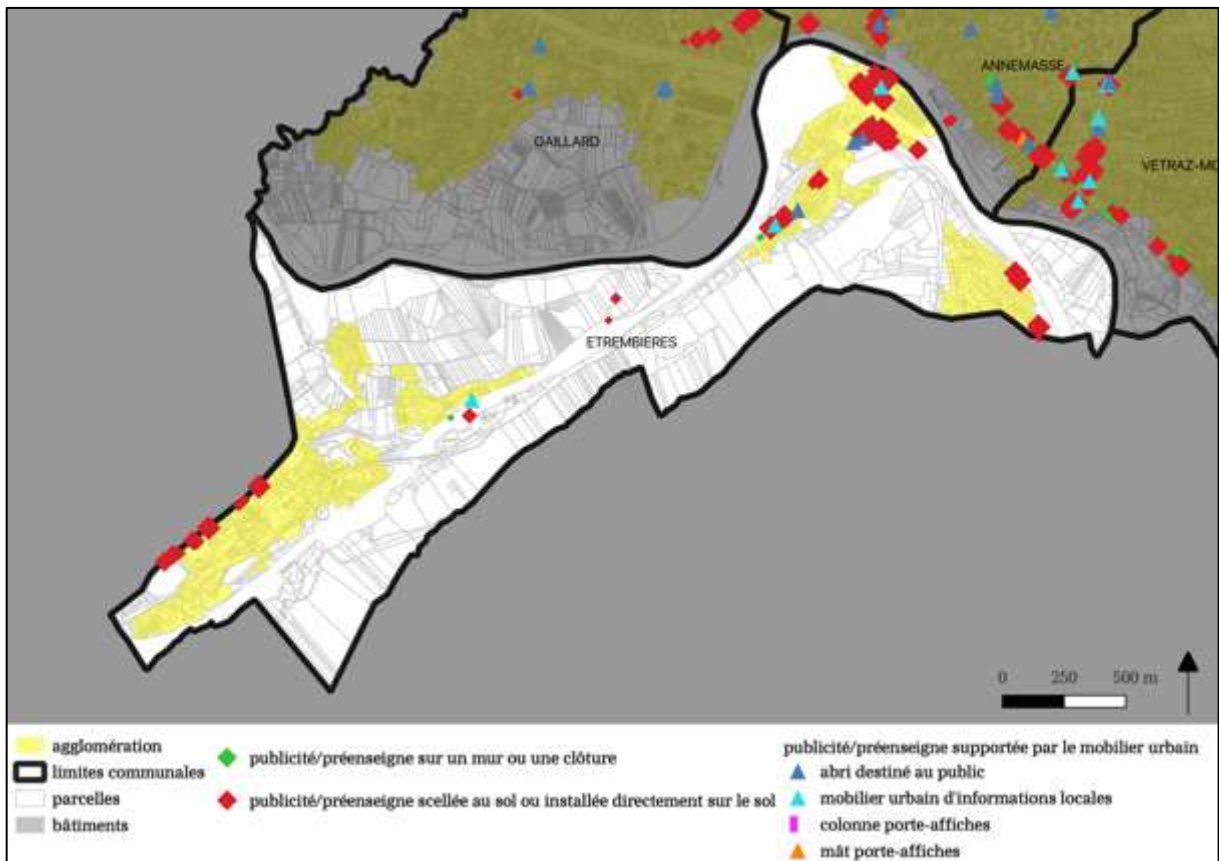 ANNEMASSE
GAILLARD
VETRAZ-MO
ETREMBIERES
0 250 500 m
agglomération
limites communales
parcelles
bâtiments
publicité/préenseigne sur un mur ou une clôture
publicité/préenseigne scellée au sol ou installée directement sur le sol
publicité/préenseigne supportée par le mobilier urbain
abri destiné au public
mobilier urbain d'informations locales
colonne porte-affiches
mât porte-affiches